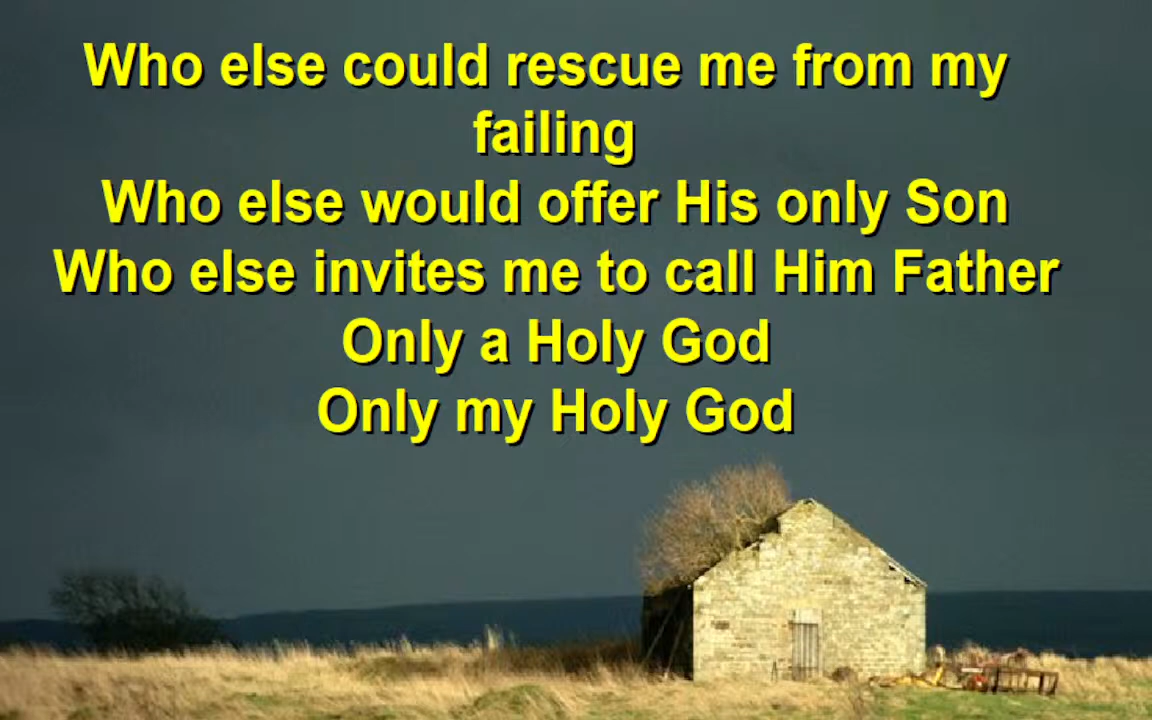 Who else could rescue me from my
failing
Who else would offer His only Son
Who else invites me to call Him Father
Only a Holy God
Only my Holy God